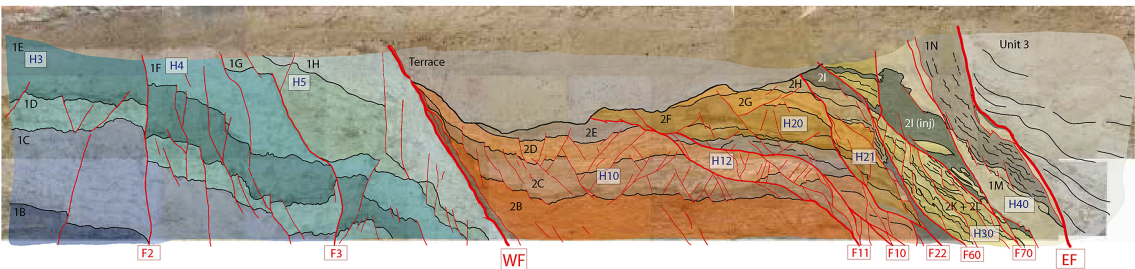 1E
H3
1D
1C
1B
1F
H4
1G
H5
1H
Terrace
2D
2C
2B
2E
H10
2F
2G
2H
H20
H12
2I
H21
2I (inj)
1N
Unit 3
1M
2K + 2L
H40
H30
F2
F3
WF
F11
F10
F22
F60
F70
EF